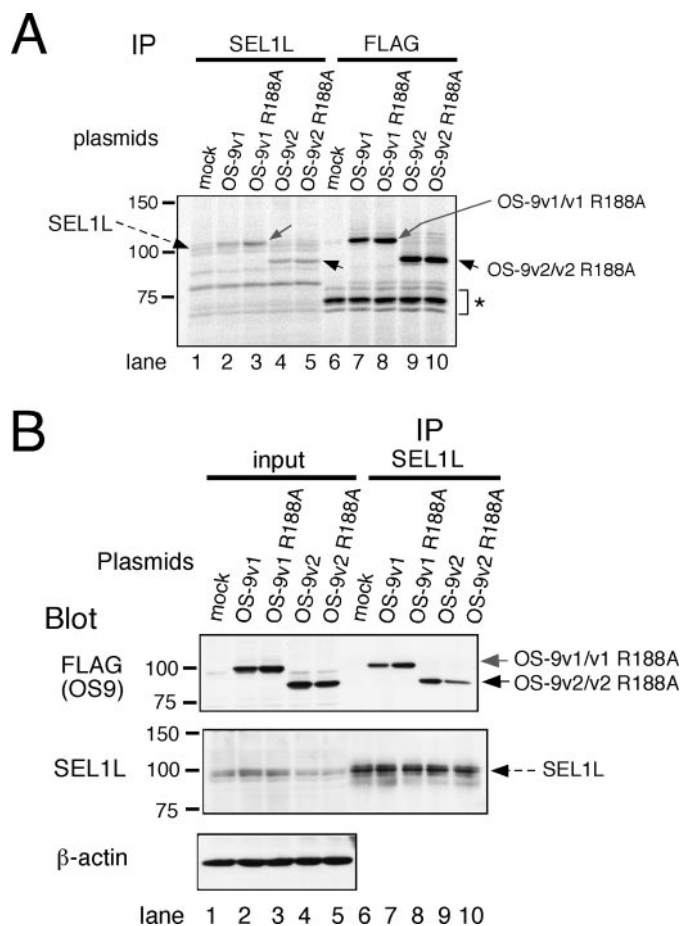 A
IP
SEL1L
FLAG
plasmids
mock
OS-9v1
OS-9v1 R188A
OS-9v2
OS-9v2 R188A
mock
OS-9v1
OS-9v1 R188A
OS-9v2
OS-9v2 R188A
150
SEL1L
100
75
OS-9v1/v1 R188A
OS-9v2/v2 R188A
*
lane 1 2 3 4 5 6 7 8 9 10
B
IP
input
SEL1L
Plasmids
mock
OS-9v1
OS-9v1 R188A
OS-9v2
OS-9v2 R188A
mock
OS-9v1
OS-9v1 R188A
OS-9v2
OS-9v2 R188A
Blot
FLAG
(OS9)
100
75
OS-9v1/v1 R188A
OS-9v2/v2 R188A
150
SEL1L
100
75
SEL1L
β-actin
lane 1 2 3 4 5 6 7 8 9 10